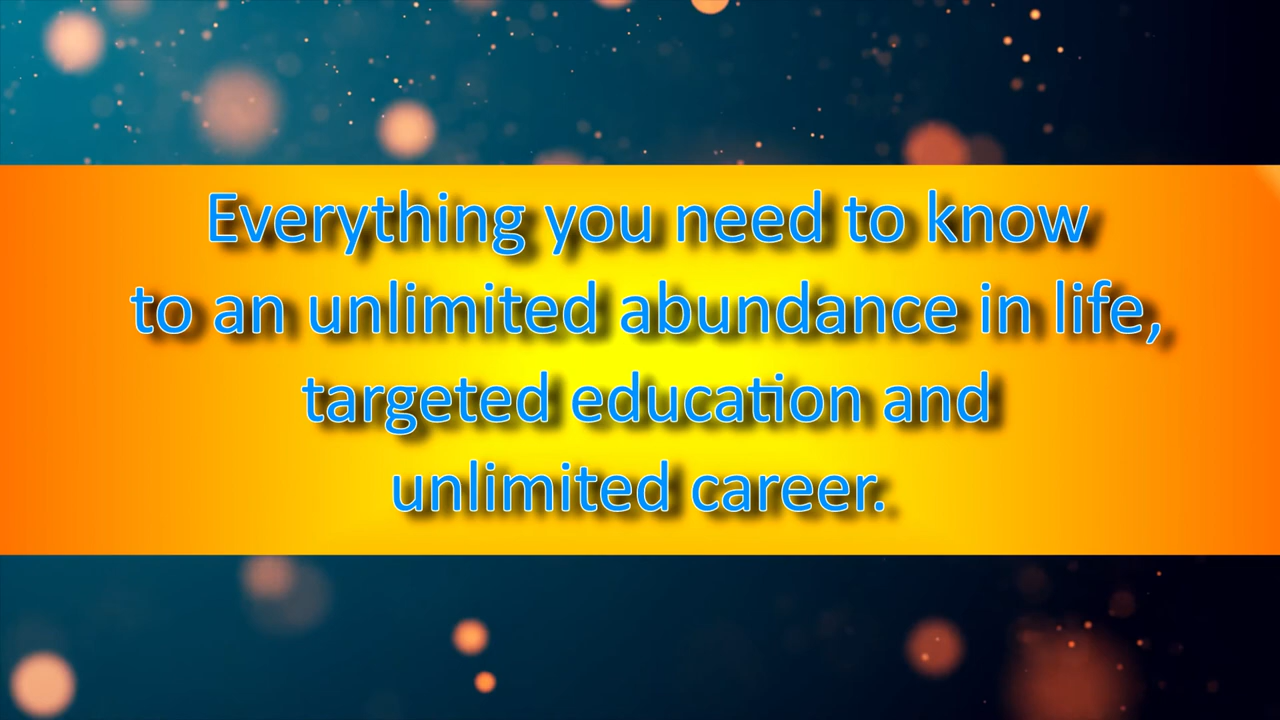 Everything you need to know
to an unlimited abundance in life,
targeted education and
unlimited career.